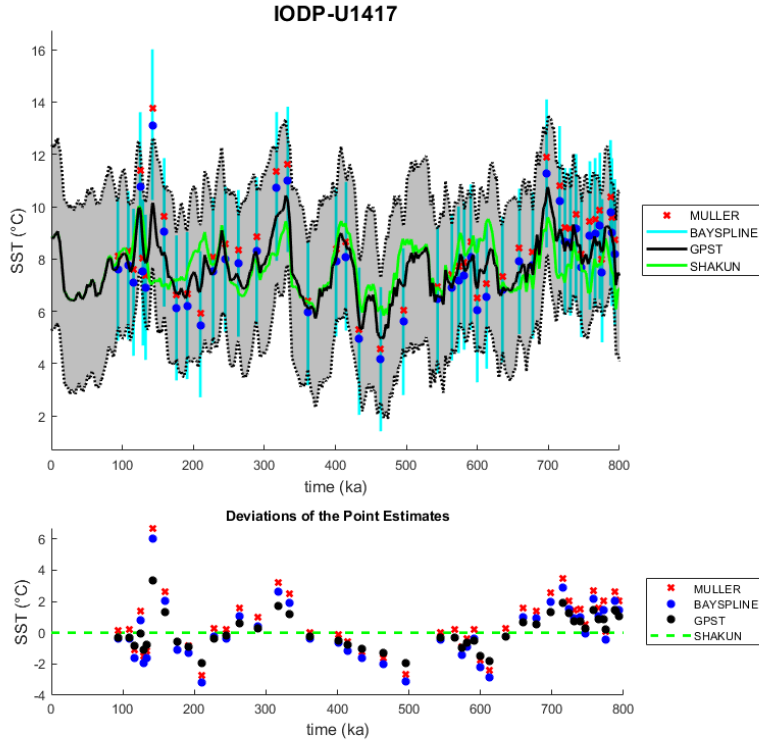 IODP-U1417
16
14
12
10
8
6
4
2
SST (°C)
0 100 200 300 400 500 600 700 800
time (ka)
MULLER
BAYSPLINE
GPST
SHAKUN
Deviations of the Point Estimates
6
4
2
0
-2
-4
SST (°C)
0 100 200 300 400 500 600 700 800
time (ka)
MULLER
BAYSPLINE
GPST
SHAKUN